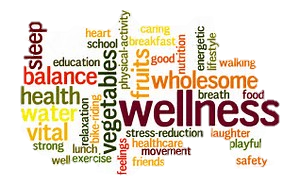 sleep
heart
school
education
balance
health
water
vital
strong
well
lunch
exercise
relaxation
bike-riding
vegetables
physical-activity
feelings
caring
breakfast
fruits
good
nutrition
energetic
lifestyle
walking
wholesome
breath
food
wellness
stress-reduction
laughter
healthcare
playful
movement
friends
safety